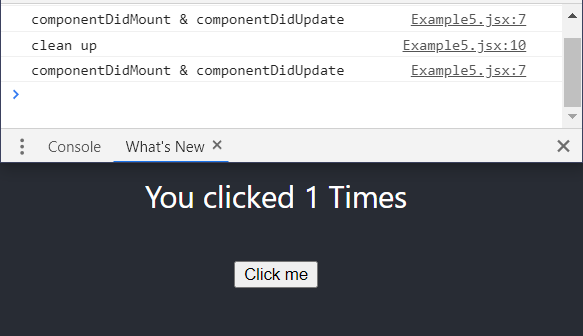 componentDidMount & componentDidUpdate Example5.jsx:7
clean up Example5.jsx:10
componentDidMount & componentDidUpdate Example5.jsx:7
Console What's New
You clicked 1 Times
Click me